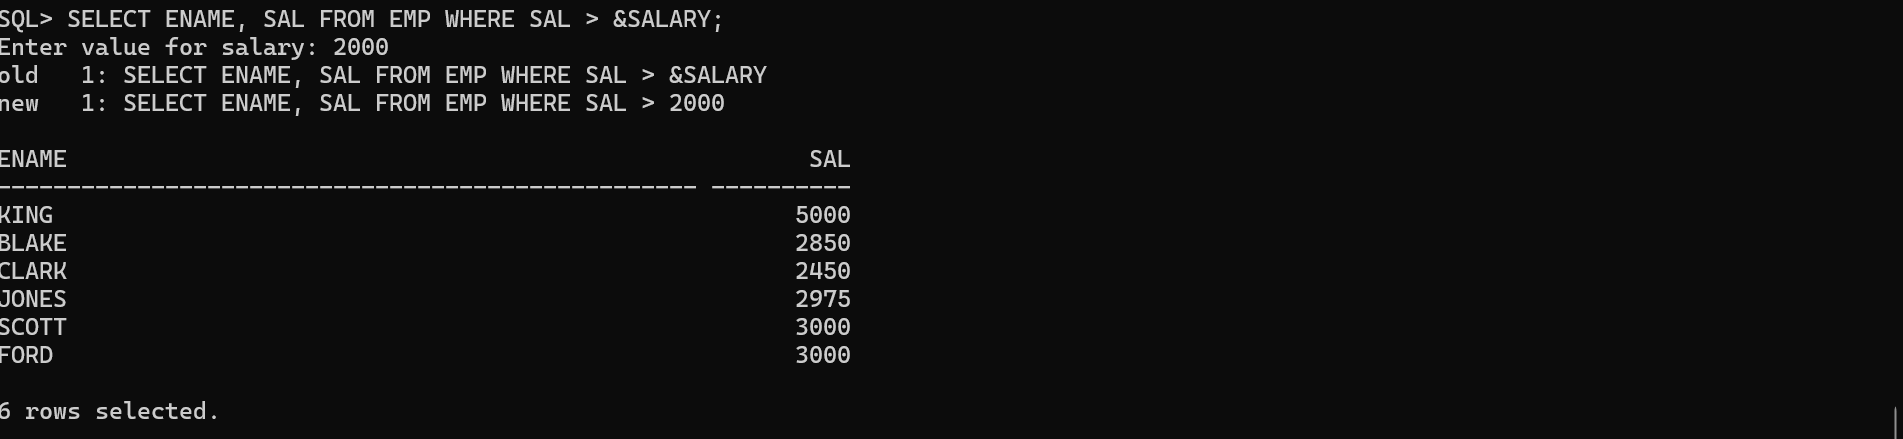 SQL> SELECT ENAME, SAL FROM EMP WHERE SAL > &SALARY;
Enter value for salary: 2000
old   1: SELECT ENAME, SAL FROM EMP WHERE SAL > &SALARY
new   1: SELECT ENAME, SAL FROM EMP WHERE SAL > 2000

ENAME                                                     SAL
-------------------------------------------------- ----------
KING                                                     5000
BLAKE                                                    2850
CLARK                                                    2450
JONES                                                    2975
SCOTT                                                    3000
FORD                                                     3000

6 rows selected.